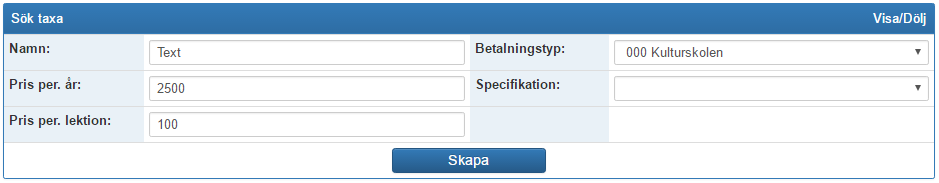 Sök taxa Visa/Dölj
Namn: Text Betalningstyp: 000 Kulturskolen
Pris per. år: 2500 Specifikation:
Pris per. lektion: 100
Skapa